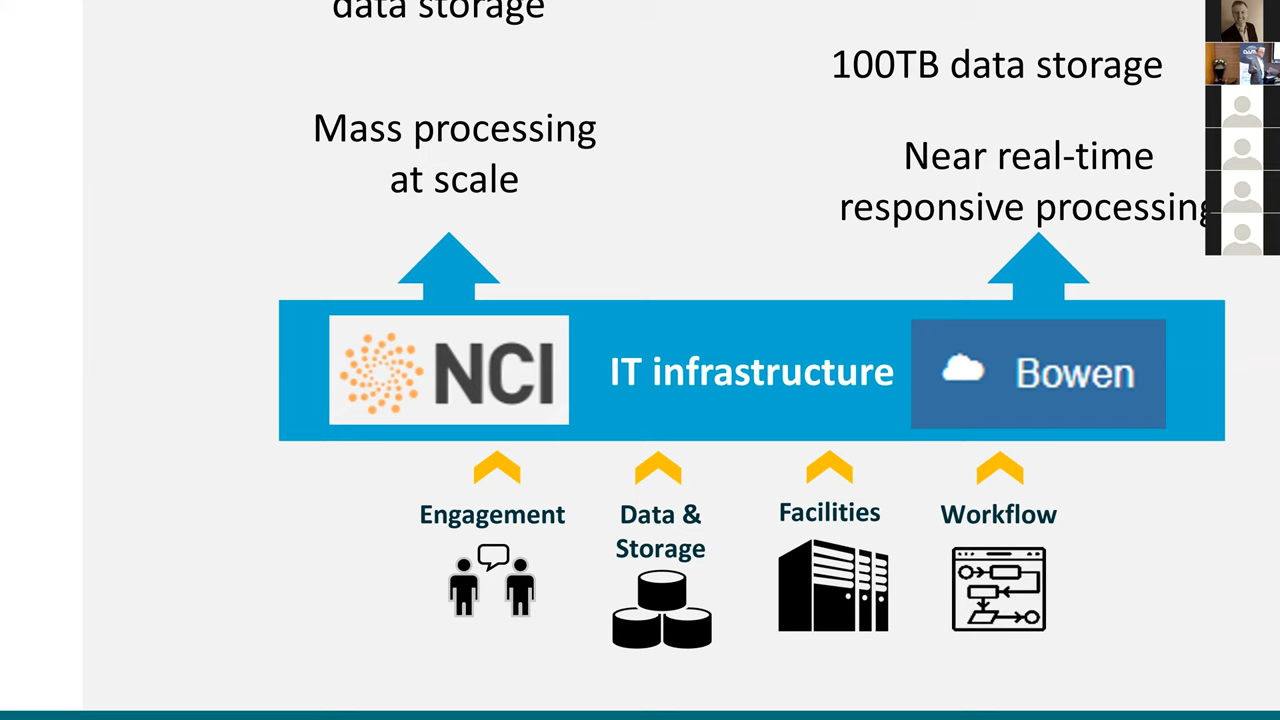 data storage
100TB data storage
Mass processing
at scale
Near real-time
responsive processing
NCI
IT infrastructure
Bowen
Engagement
Data &
Storage
Facilities
Workflow